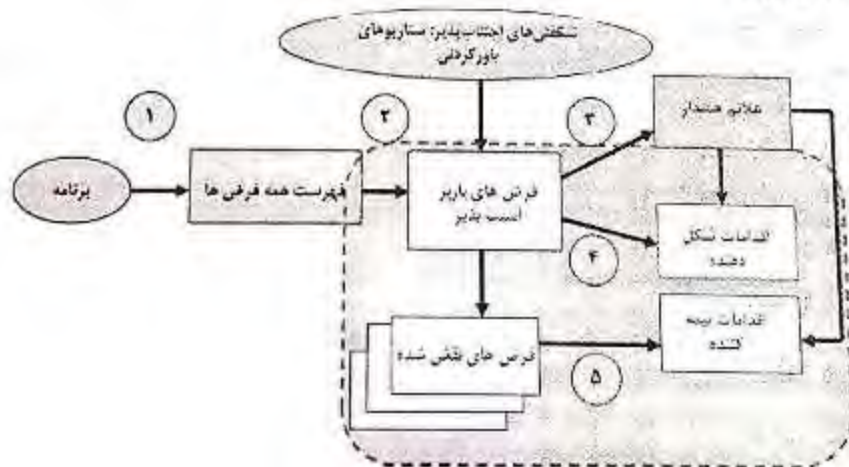 شگفتی‌های اجتناب‌پذیر: سناریوهای
باورکردنی
۱
۲
۳
علائم هشدار
برنامه
فهرست همه فرض ها
فرض های باربر
آسیب پذیر
اقدامات شکل
دهنده
۴
اقدامات بیمه
کننده
فرض های نقض شده
۵